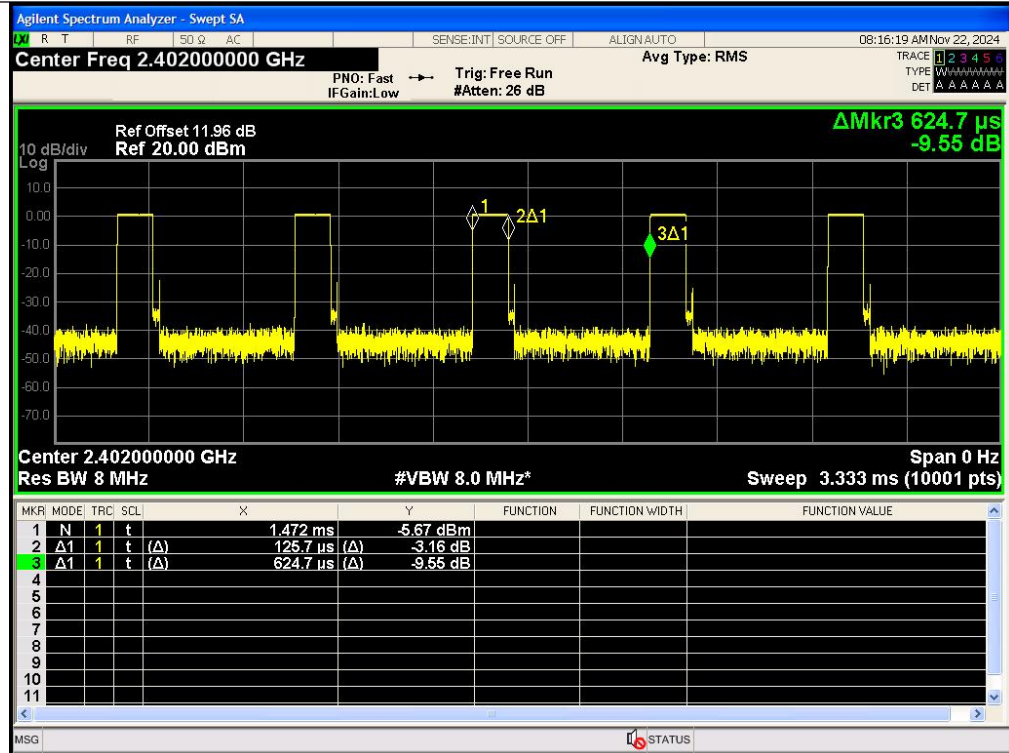 Agilent Spectrum Analyzer - Swept SA
LXI R T RF 50 Ω AC SENSE:INT SOURCE OFF ALIGN AUTO 08:16:19 AM Nov 22, 2024
Center Freq 2.402000000 GHz Avg Type: RMS TRACE 1 2 3 4 5 6
PNO: Fast Trig: Free Run TYPE WWWWWW
IFGain:Low #Atten: 26 dB DET A A A A A A
ΔMkr3 624.7 µs
-9.55 dB
Ref Offset 11.96 dB
10 dB/div Ref 20.00 dBm
Log
10.0
0.00
-10.0
-20.0
-30.0
-40.0
-50.0
-60.0
-70.0
1
2Δ1
3Δ1
Center 2.402000000 GHz Span 0 Hz
Res BW 8 MHz #VBW 8.0 MHz* Sweep 3.333 ms (10001 pts)
MKR MODE TRC SCL X Y FUNCTION FUNCTION WIDTH FUNCTION VALUE
1 N 1 t 1.472 ms -5.67 dBm
2 Δ1 1 t (Δ) 125.7 µs (Δ) -3.16 dB
3 Δ1 1 t (Δ) 624.7 µs (Δ) -9.55 dB
4
5
6
7
8
9
10
11
MSG STATUS